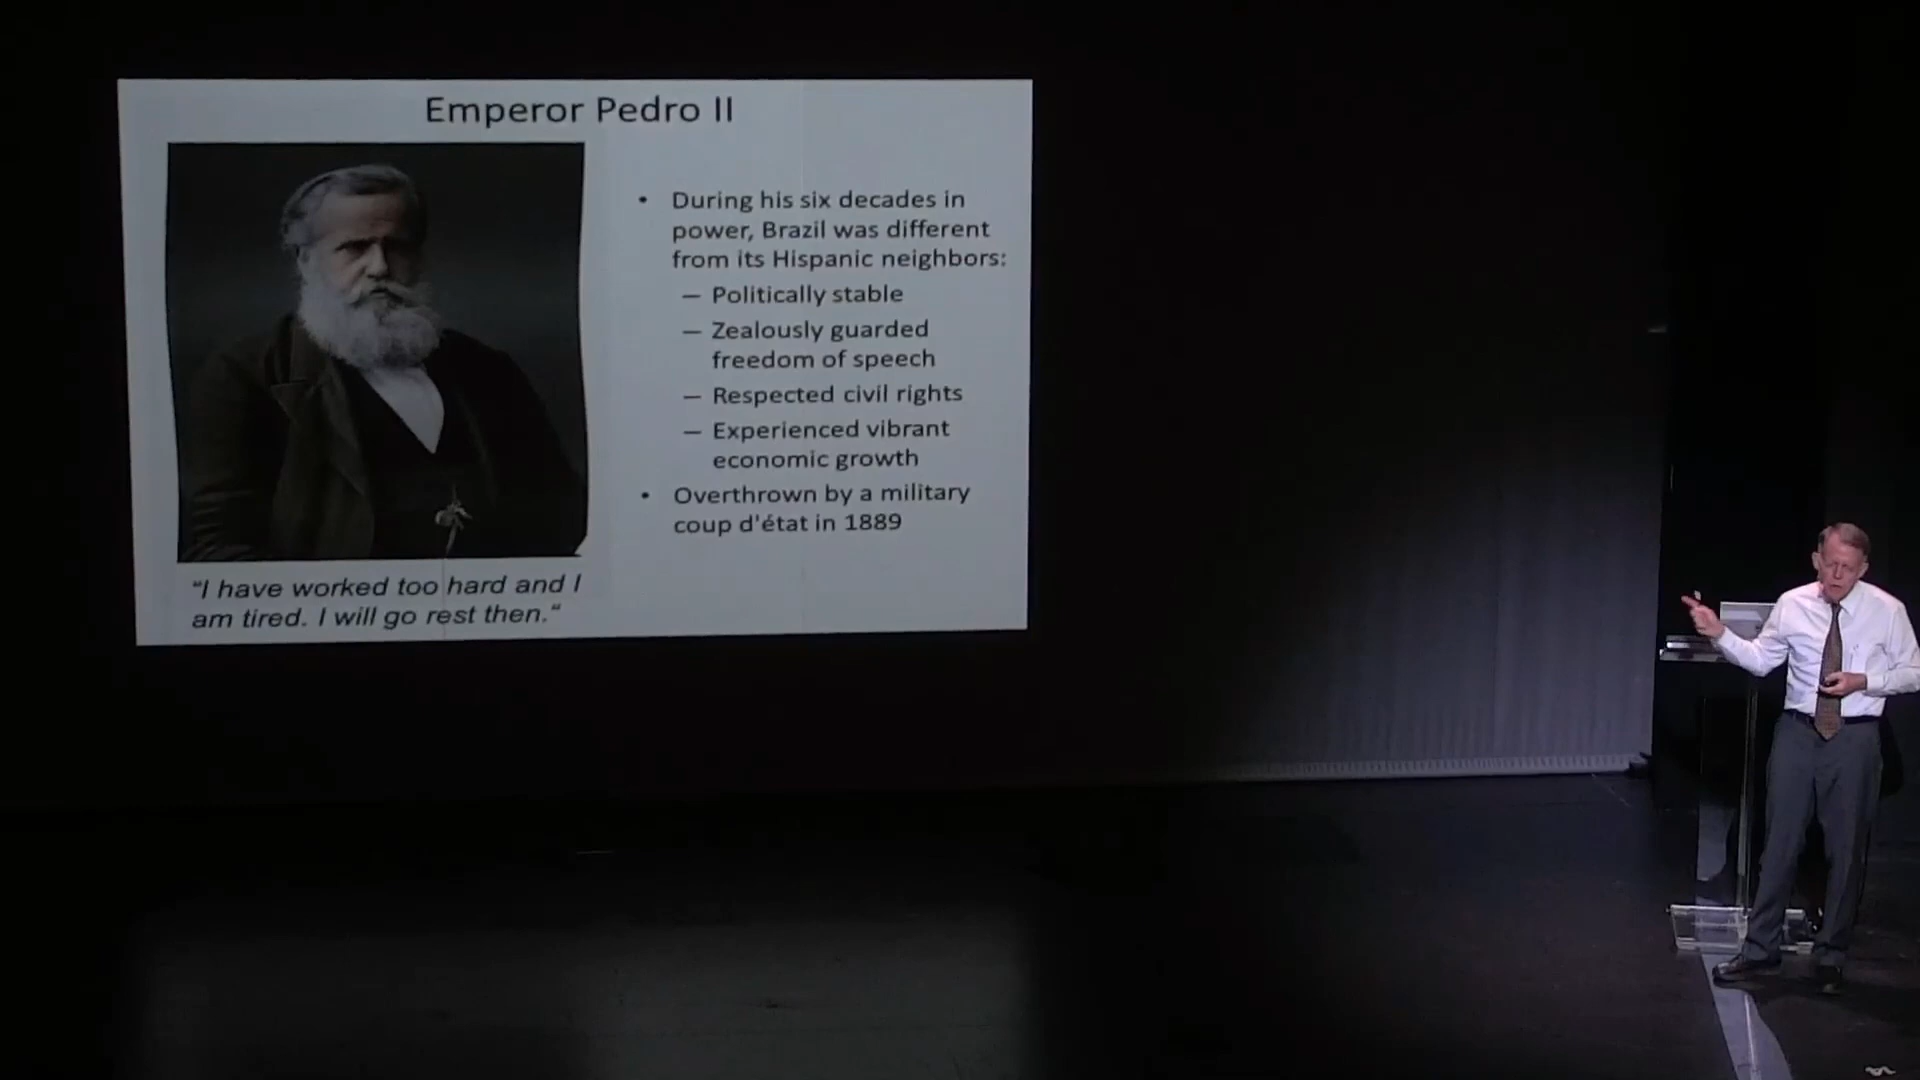 Emperor Pedro II
• During his six decades in
power, Brazil was different
from its Hispanic neighbors:
– Politically stable
– Zealously guarded
freedom of speech
– Respected civil rights
– Experienced vibrant
economic growth
• Overthrown by a military
coup d'état in 1889
"I have worked too hard and I
am tired. I will go rest then."